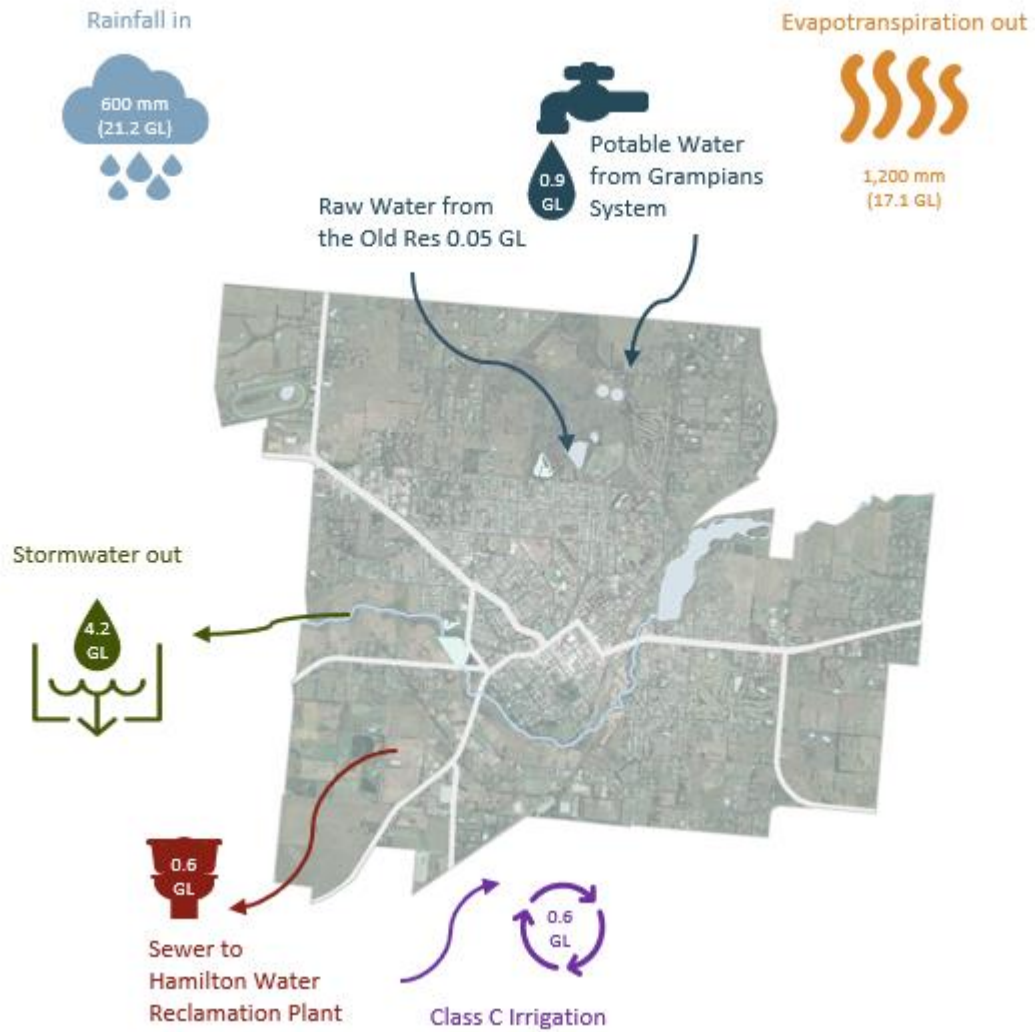 Rainfall in
600 mm
(21.2 GL)
Evapotranspiration out
1,200 mm
(17.1 GL)
0.9
GL
Potable Water
from Grampians
System
Raw Water from
the Old Res 0.05 GL
Stormwater out
4.2
GL
0.6
GL
Sewer to
Hamilton Water
Reclamation Plant
0.6
GL
Class C Irrigation